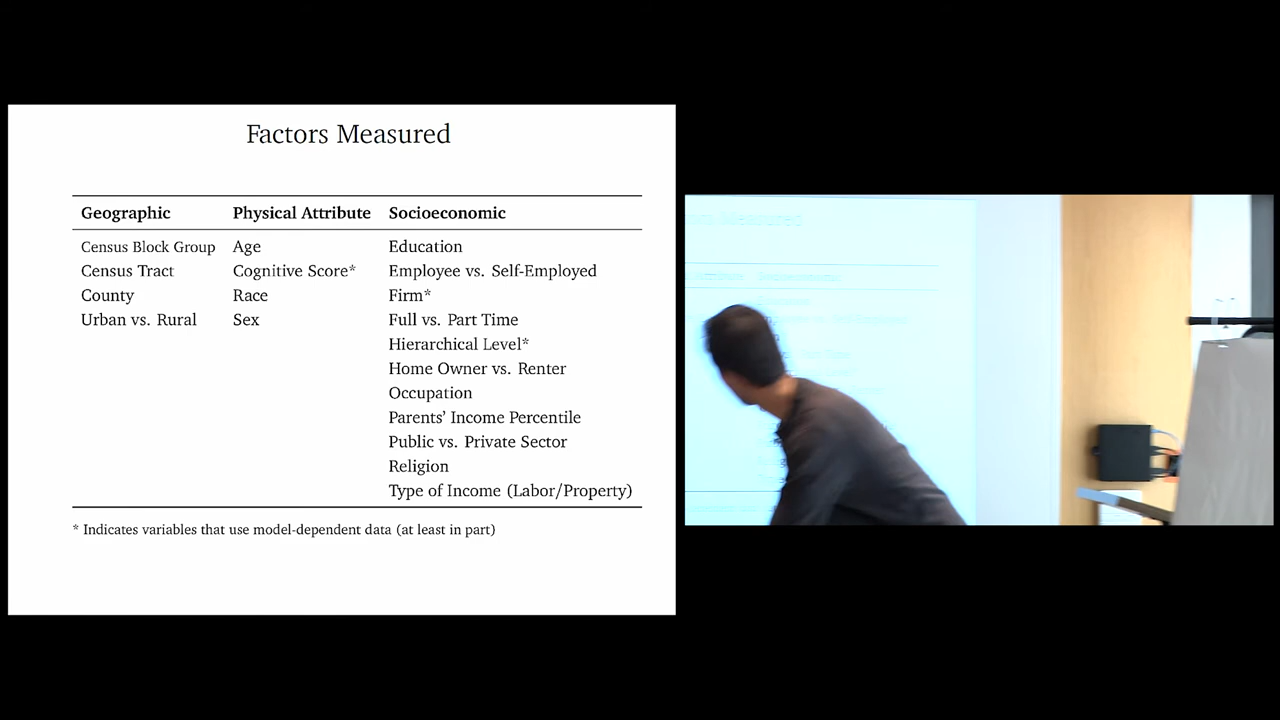 Factors Measured
Geographic Physical Attribute Socioeconomic
Census Block Group Age Education
Census Tract Cognitive Score* Employee vs. Self-Employed
County Race Firm*
Urban vs. Rural Sex Full vs. Part Time
Hierarchical Level*
Home Owner vs. Renter
Occupation
Parents' Income Percentile
Public vs. Private Sector
Religion
Type of Income (Labor/Property)
* Indicates variables that use model-dependent data (at least in part)
Measured